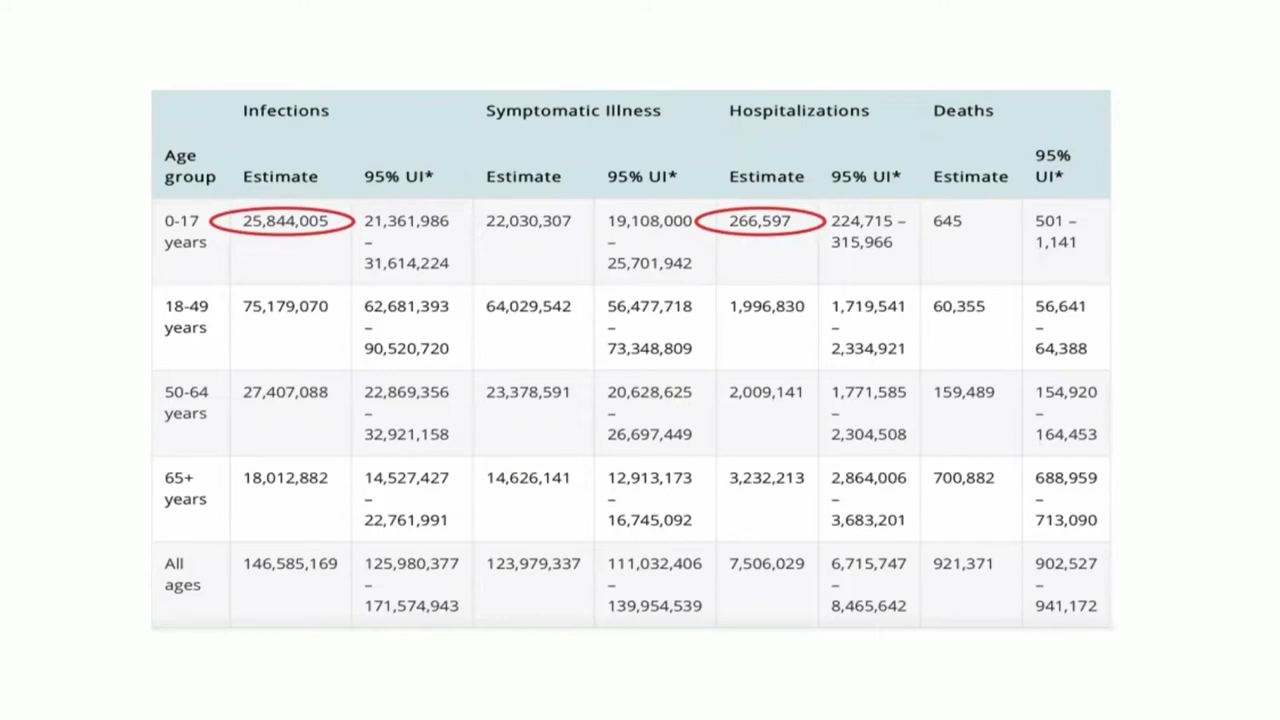 Infections Symptomatic Illness Hospitalizations Deaths
Age group Estimate 95% UI* Estimate 95% UI* Estimate 95% UI* Estimate 95% UI*
0-17 years 25,844,005 21,361,986 – 31,614,224 22,030,307 19,108,000 – 25,701,942 266,597 224,715 – 315,966 645 501 – 1,141
18-49 years 75,179,070 62,681,393 – 90,520,720 64,029,542 56,477,718 – 73,348,809 1,996,830 1,719,541 – 2,334,921 60,355 56,641 – 64,388
50-64 years 27,407,088 22,869,356 – 32,921,158 23,378,591 20,628,625 – 26,697,449 2,009,141 1,771,585 – 2,304,508 159,489 154,920 – 164,453
65+ years 18,012,882 14,527,427 – 22,761,991 14,626,141 12,913,173 – 16,745,092 3,232,213 2,864,006 – 3,683,201 700,882 688,959 – 713,090
All ages 146,585,169 125,980,377 – 171,574,943 123,979,337 111,032,406 – 139,954,539 7,506,029 6,715,747 – 8,465,642 921,371 902,527 – 941,172